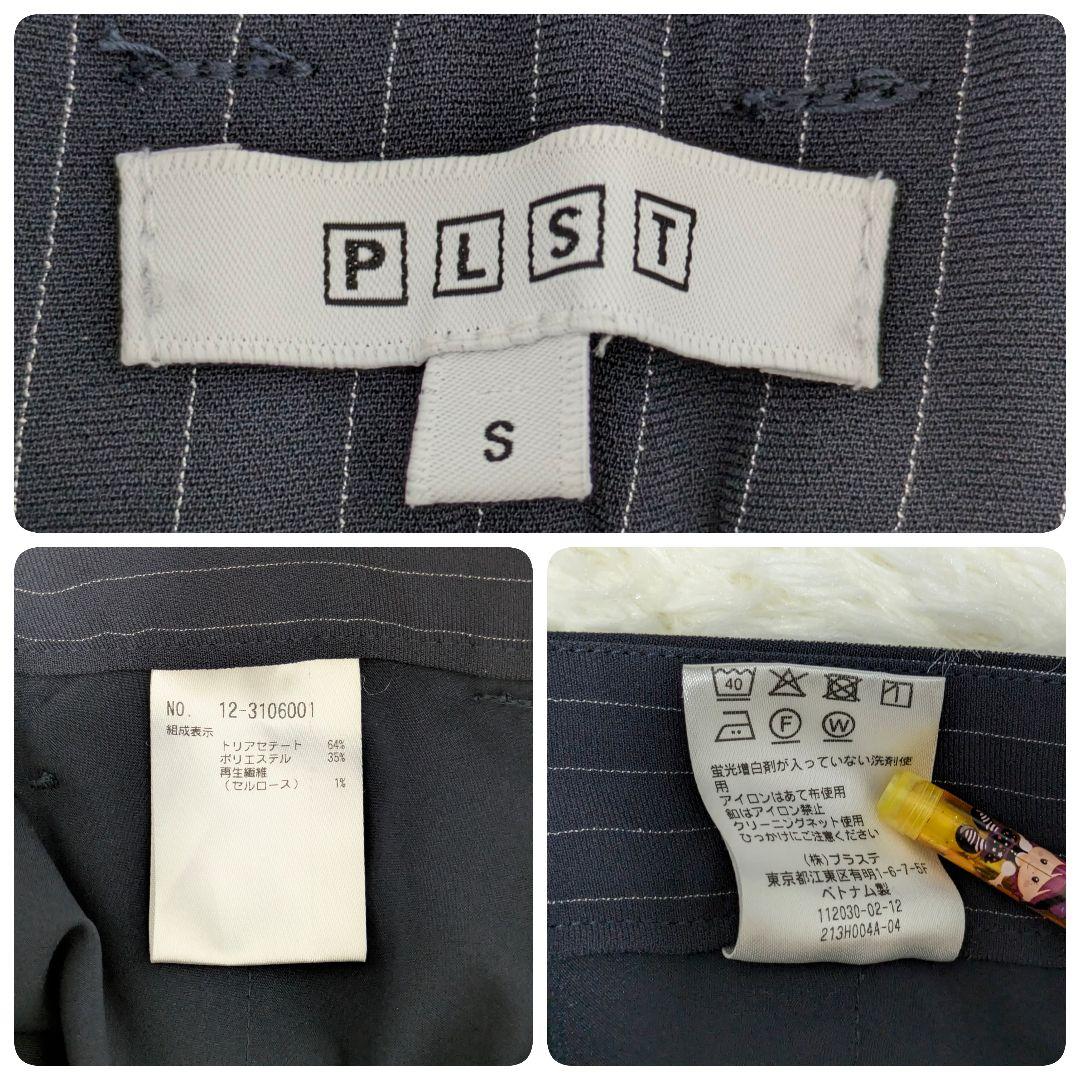 PLST
S
NO. 12-3106001
組成表示
トリアセテート 64%
ポリエステル 35%
再生繊維
(セルロース) 1%
40
F W
蛍光増白剤が入っていない洗剤使
用
アイロンはあて布使用
釦はアイロン禁止
クリーニングネット使用
ひっかけにご注意ください
(株)プラステ
東京都江東区有明1-6-7-5F
ベトナム製
112030-02-12
213H004A-04